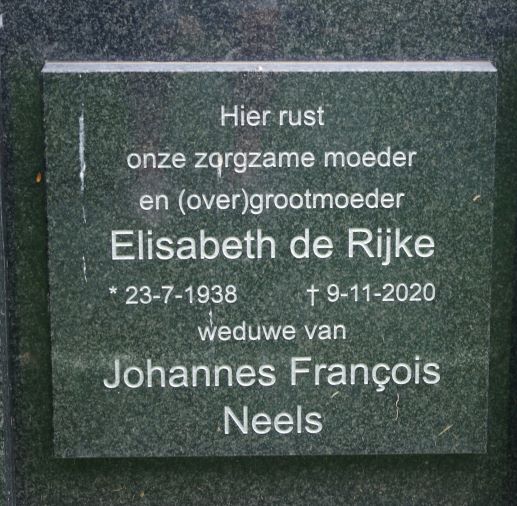 Hier rust
onze zorgzame moeder
en (over)grootmoeder
Elisabeth de Rijke
* 23-7-1938 † 9-11-2020
weduwe van
Johannes François
Neels